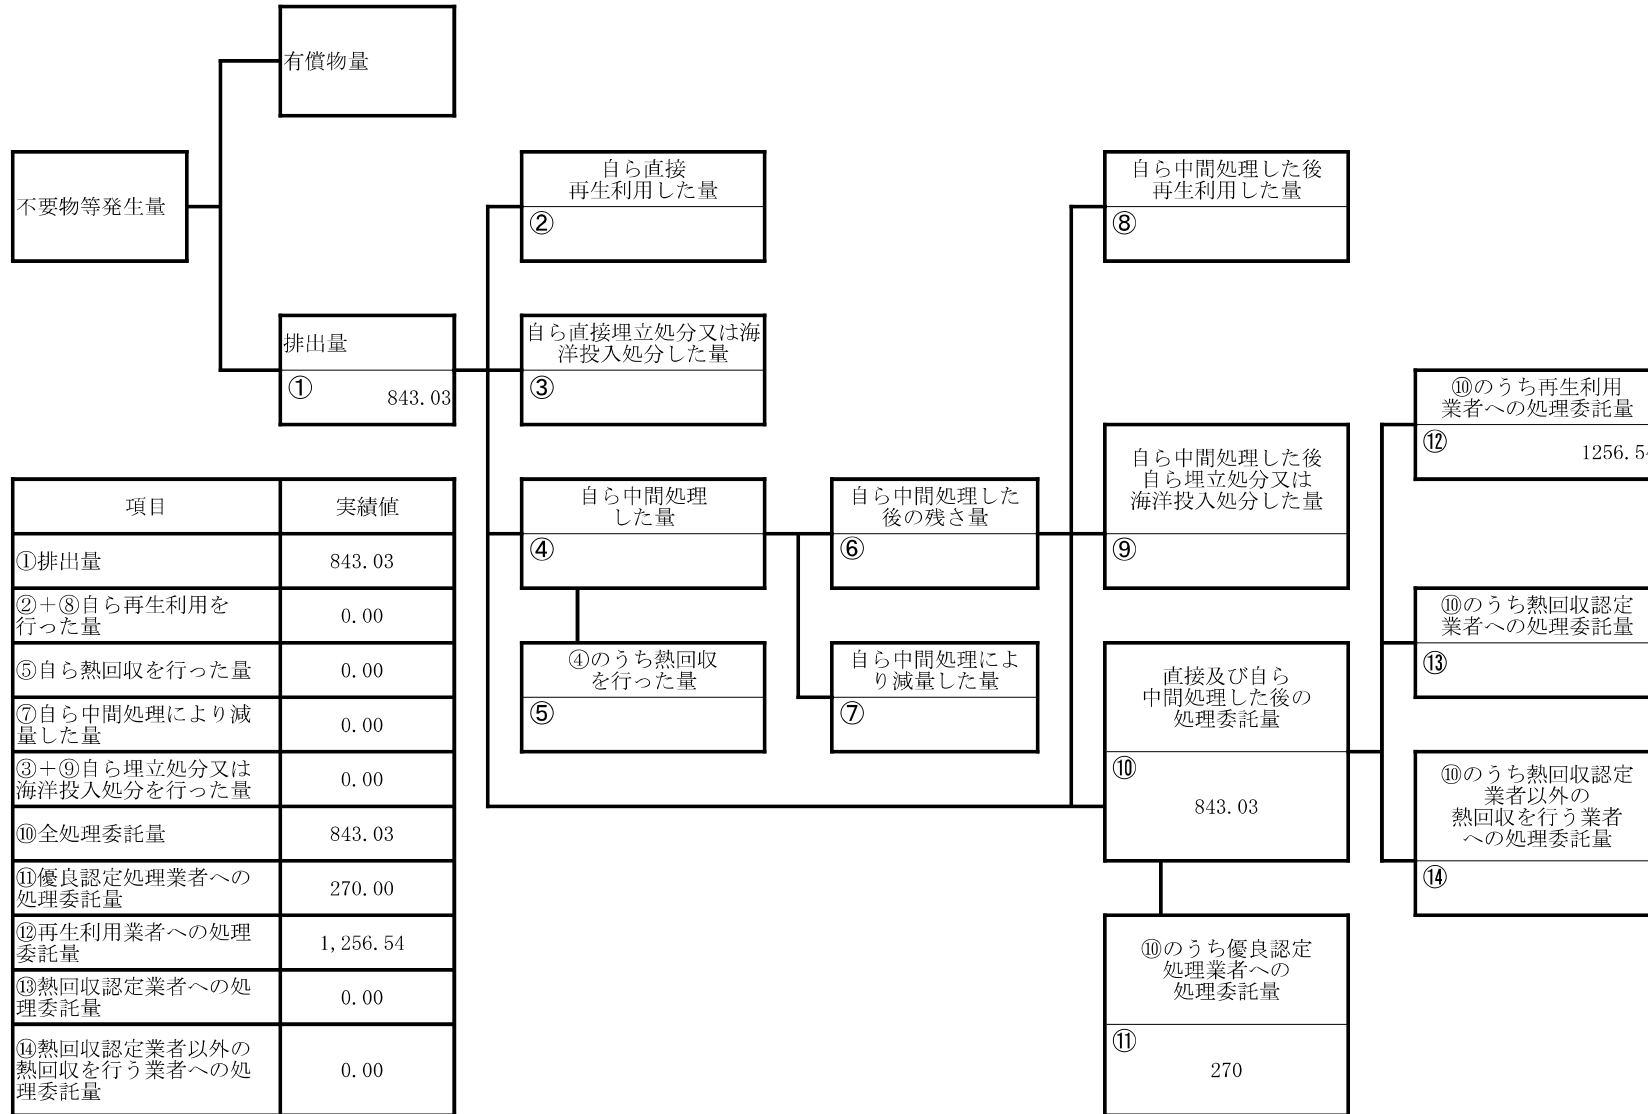 有償物量
不要物等発生量
自ら直接
再生利用した量
②
自ら中間処理した後
再生利用した量
⑧
排出量
①
843.03
自ら直接埋立処分又は海
洋投入処分した量
③
⑩のうち再生利用
業者への処理委託量
⑫
1256.54
自ら中間処理した後
自ら埋立処分又は
海洋投入処分した量
⑨
自ら中間処理
した量
④
自ら中間処理した
後の残さ量
⑥
④のうち熱回収
を行った量
⑤
自ら中間処理によ
り減量した量
⑦
直接及び自ら
中間処理した後の
処理委託量
⑩
843.03
⑩のうち熱回収認定
業者への処理委託量
⑬
⑩のうち熱回収認定
業者以外の
熱回収を行う業者
への処理委託量
⑭
⑩のうち優良認定
処理業者への
処理委託量
⑪
270
項目 実績値
①排出量 843.03
②+⑧自ら再生利用を
行った量 0.00
⑤自ら熱回収を行った量 0.00
⑦自ら中間処理により減
量した量 0.00
③+⑨自ら埋立処分又は
海洋投入処分を行った量 0.00
⑩全処理委託量 843.03
⑪優良認定処理業者への
処理委託量 270.00
⑫再生利用業者への処理
委託量 1,256.54
⑬熱回収認定業者への処
理委託量 0.00
⑭熱回収認定業者以外の
熱回収を行う業者への処
理委託量 0.00